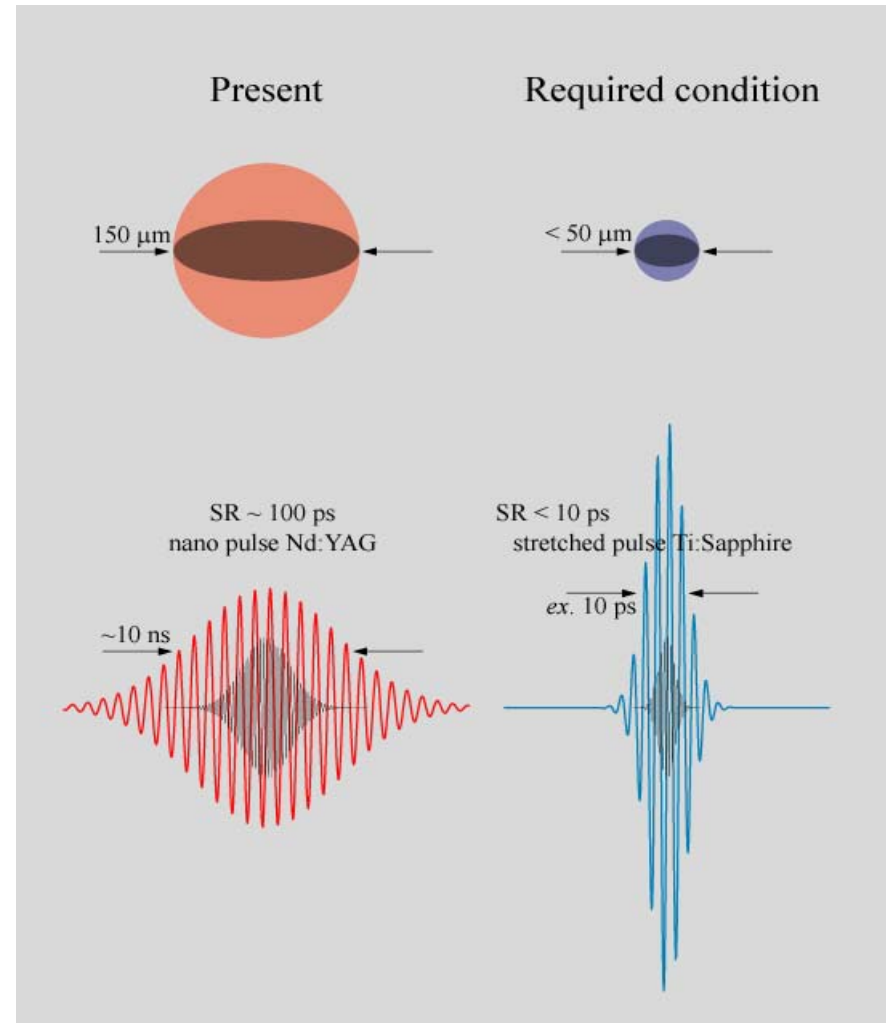 Present
Required condition
150 μm
< 50 μm
SR ~ 100 ps
nano pulse Nd:YAG
SR < 10 ps
stretched pulse Ti:Sapphire
~10 ns
ex. 10 ps